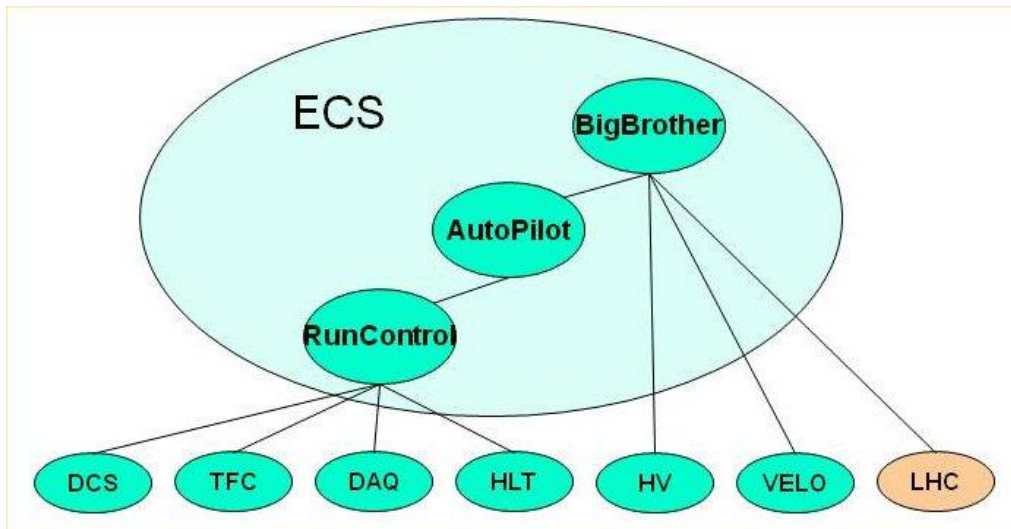 ECS
BigBrother
AutoPilot
RunControl
DCS
TFC
DAQ
HLT
HV
VELO
LHC